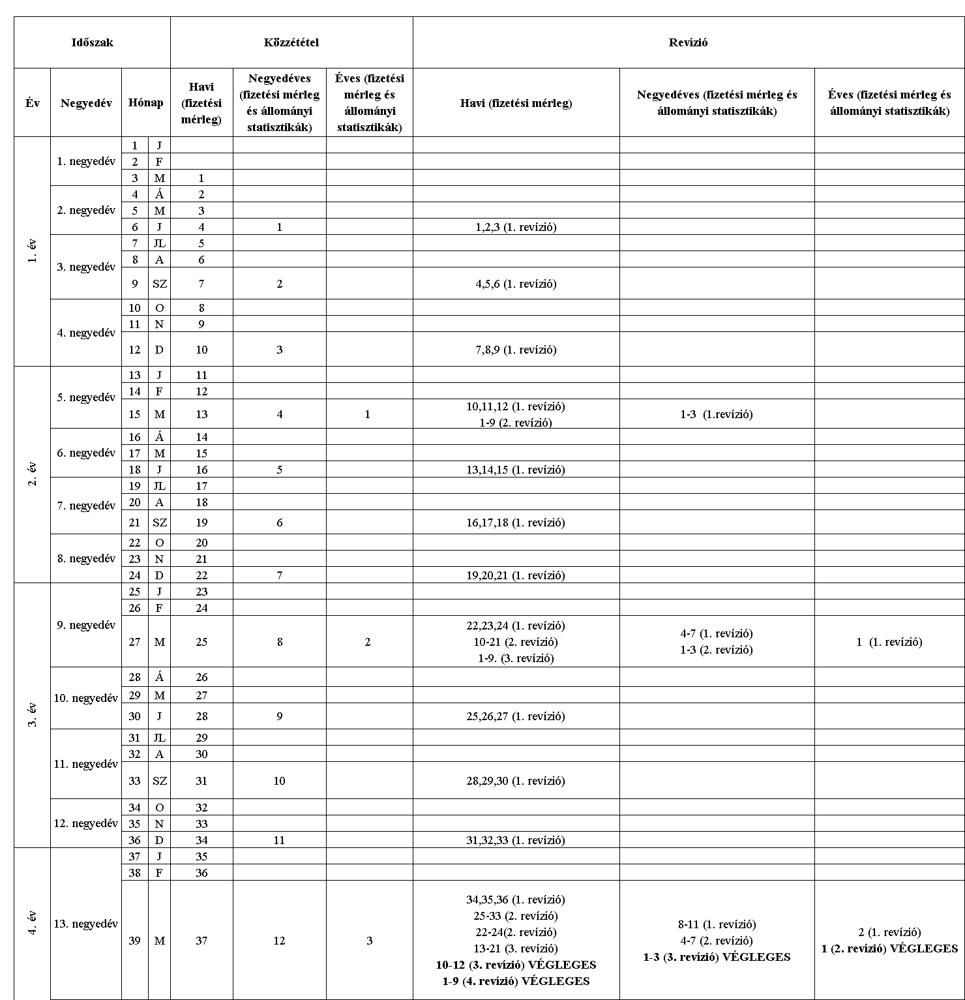 Időszak Közzététel Revízió
Év Negyedév Hónap Havi (fizetési mérleg) Negyedéves (fizetési mérleg és állományi statisztikák) Éves (fizetési mérleg és állományi statisztikák) Havi (fizetési mérleg) Negyedéves (fizetési mérleg és állományi statisztikák) Éves (fizetési mérleg és állományi statisztikák)
1. év
1. negyedév
1 J
2 F
3 M 1
2. negyedév
4 Á 2
5 M 3
6 J 4 1 1,2,3 (1. revízió)
3. negyedév
7 JL 5
8 A 6
9 SZ 7 2 4,5,6 (1. revízió)
4. negyedév
10 O 8
11 N 9
12 D 10 3 7,8,9 (1. revízió)
2. év
5. negyedév
13 J 11
14 F 12
15 M 13 4 1 10,11,12 (1. revízió)
1-9 (2. revízió)
1-3 (1.revízió)
6. negyedév
16 Á 14
17 M 15
18 J 16 5 13,14,15 (1. revízió)
7. negyedév
19 JL 17
20 A 18
21 SZ 19 6 16,17,18 (1. revízió)
8. negyedév
22 O 20
23 N 21
24 D 22 7 19,20,21 (1. revízió)
3. év
9. negyedév
25 J 23
26 F 24
27 M 25 8 2 22,23,24 (1. revízió)
10-21 (2. revízió)
1-9. (3. revízió)
4-7 (1. revízió)
1-3 (2. revízió)
1 (1. revízió)
10. negyedév
28 Á 26
29 M 27
30 J 28 9 25,26,27 (1. revízió)
11. negyedév
31 JL 29
32 A 30
33 SZ 31 10 28,29,30 (1. revízió)
12. negyedév
34 O 32
35 N 33
36 D 34 11 31,32,33 (1. revízió)
4. év
13. negyedév
37 J 35
38 F 36
39 M 37 12 3 34,35,36 (1. revízió)
25-33 (2. revízió)
22-24(2. revízió)
13-21 (3. revízió)
10-12 (3. revízió) VÉGLEGES
1-9 (4. revízió) VÉGLEGES
8-11 (1. revízió)
4-7 (2. revízió)
1-3 (3. revízió) VÉGLEGES
2 (1. revízió)
1 (2. revízió) VÉGLEGES